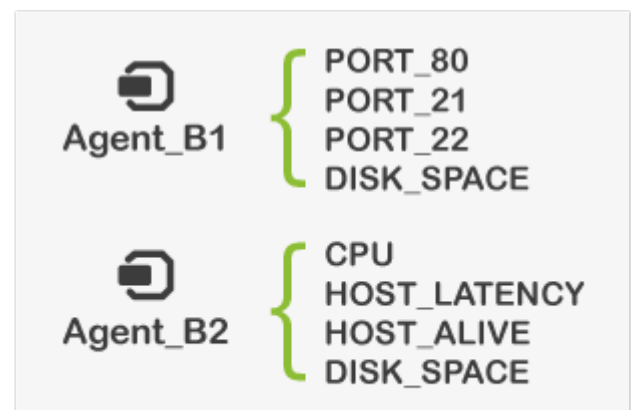 Agent_B1
PORT_80
PORT_21
PORT_22
DISK_SPACE
Agent_B2
CPU
HOST_LATENCY
HOST_ALIVE
DISK_SPACE